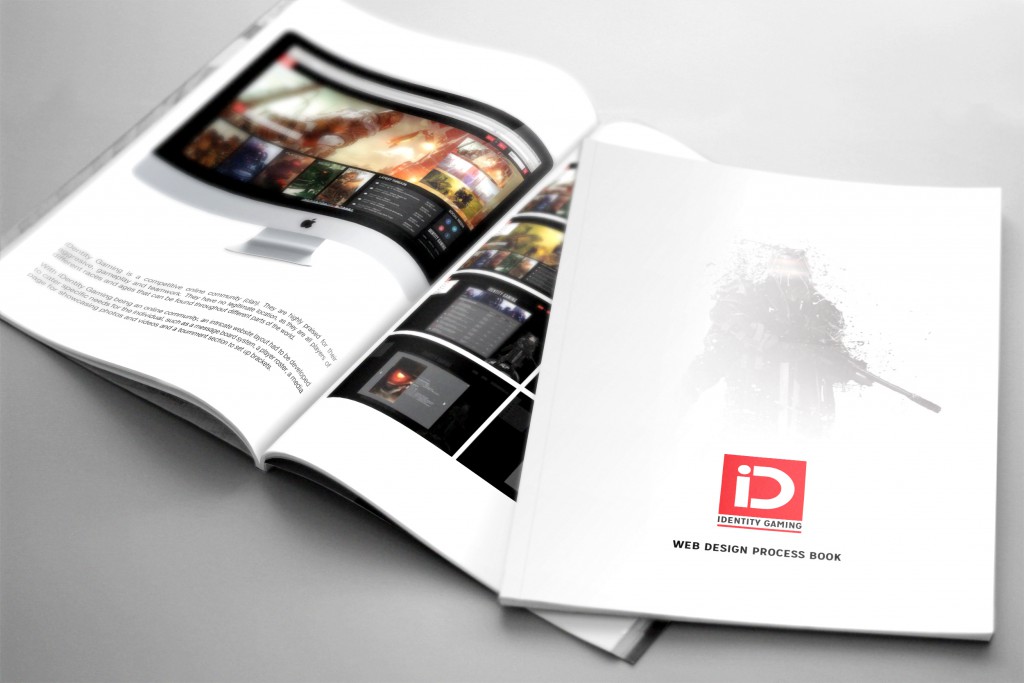 Identity Gaming is a competitive online community (clan). They are highly praised for their
aggressive, gameplay and teamwork. They have no legitimate location, as they are all players of
different races and ages that can be found throughout different parts of the world.
With Identity Gaming being an online community, an intricate website layout had to be developed
to cater specific needs for the individual, such as a message board system, a player roster, a media
page for showcasing photos and videos and a tournment section to set up brackets.
iD
IDENTITY GAMING
WEB DESIGN PROCESS BOOK